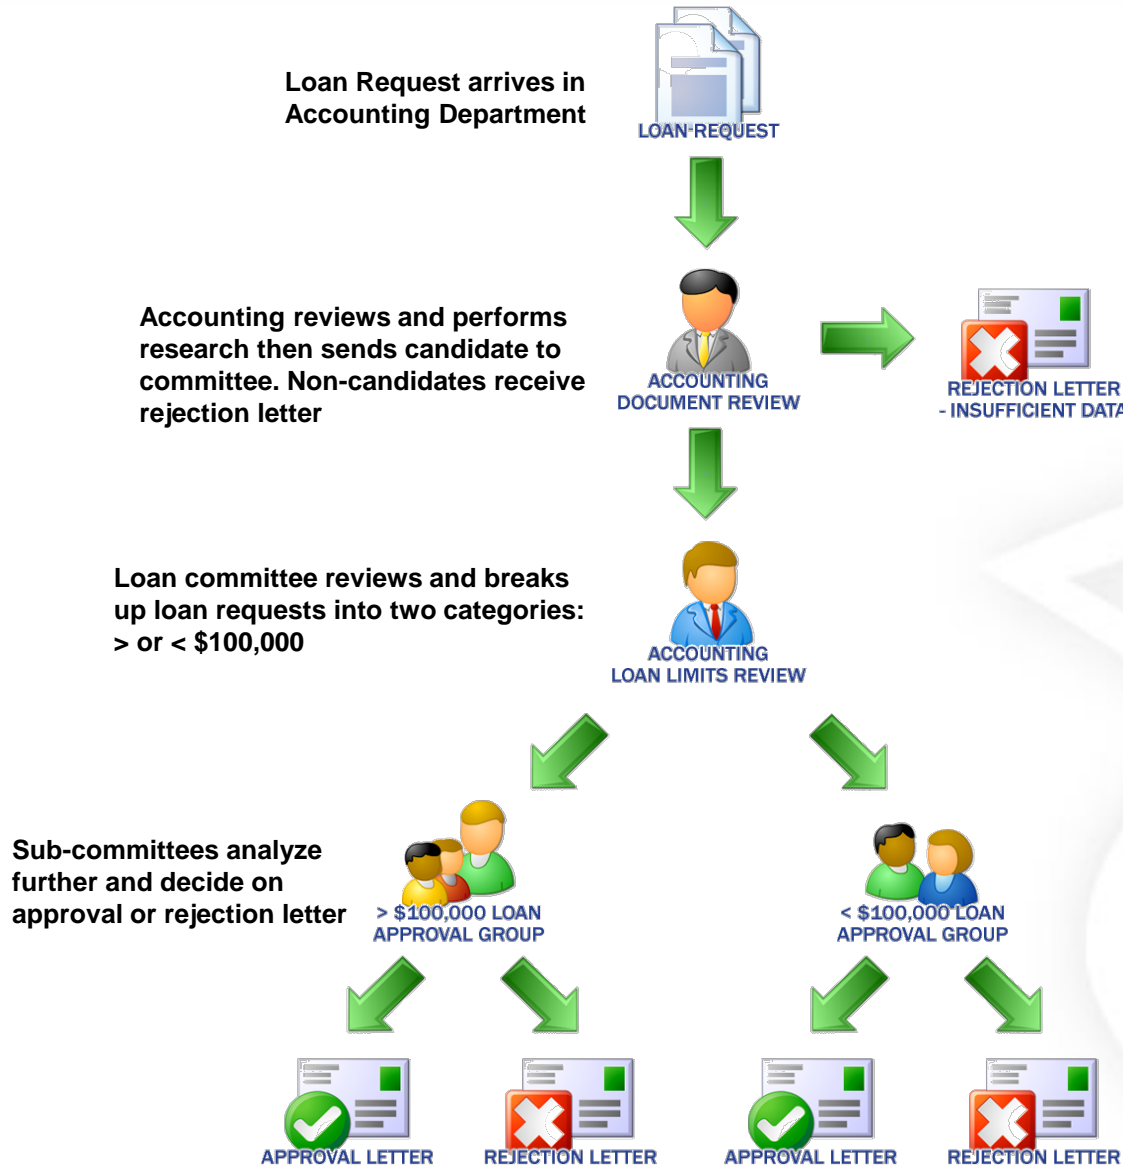 Loan Request arrives in
Accounting Department
LOAN REQUEST
Accounting reviews and performs
research then sends candidate to
committee. Non-candidates receive
rejection letter
ACCOUNTING
DOCUMENT REVIEW
REJECTION LETTER
- INSUFFICIENT DATA
Loan committee reviews and breaks
up loan requests into two categories:
> or < $100,000
ACCOUNTING
LOAN LIMITS REVIEW
Sub-committees analyze
further and decide on
approval or rejection letter
> $100,000 LOAN
APPROVAL GROUP
< $100,000 LOAN
APPROVAL GROUP
APPROVAL LETTER
REJECTION LETTER
APPROVAL LETTER
REJECTION LETTER